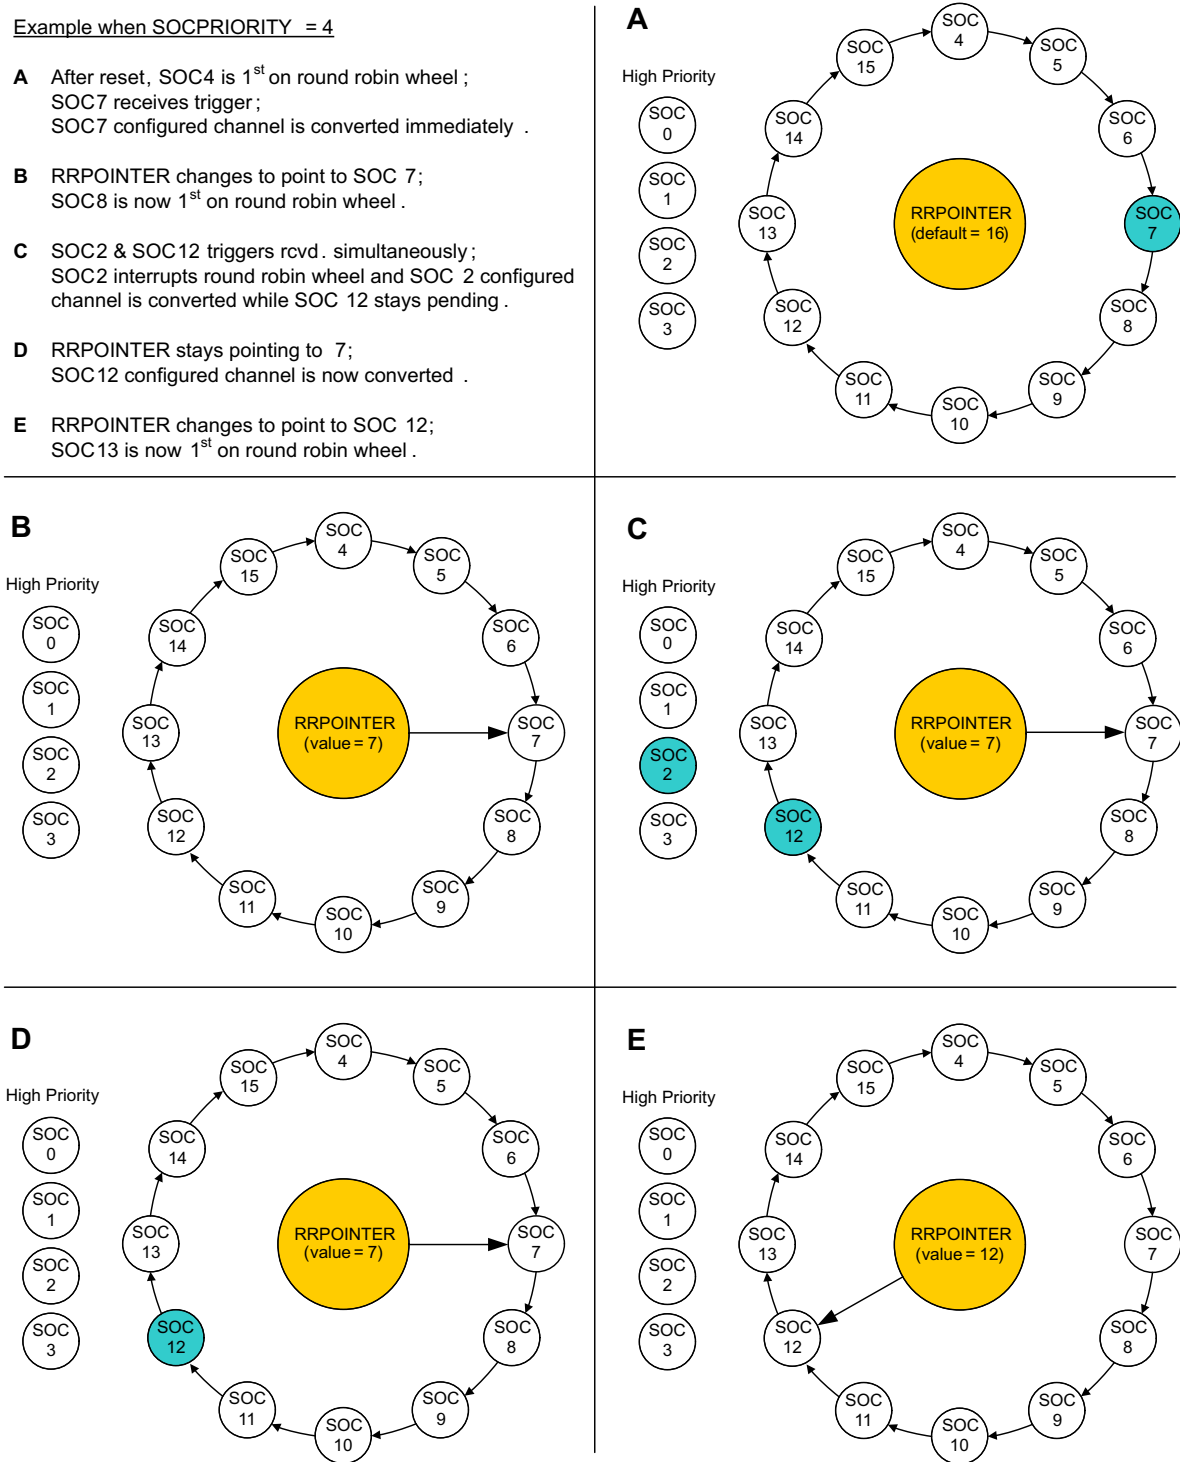 Example when SOCPRIORITY = 4
A After reset, SOC4 is 1st on round robin wheel;
SOC7 receives trigger;
SOC7 configured channel is converted immediately .
B RRPOINTER changes to point to SOC 7;
SOC8 is now 1st on round robin wheel .
C SOC2 & SOC12 triggers rcvd. simultaneously;
SOC2 interrupts round robin wheel and SOC 2 configured
channel is converted while SOC 12 stays pending .
D RRPOINTER stays pointing to 7;
SOC12 configured channel is now converted .
E RRPOINTER changes to point to SOC 12;
SOC13 is now 1st on round robin wheel .
A
High Priority
SOC
0
SOC
1
SOC
2
SOC
3
SOC
4
SOC
5
SOC
6
SOC
7
SOC
8
SOC
9
SOC
10
SOC
11
SOC
12
SOC
13
SOC
14
SOC
15
RRPOINTER
(default = 16)
B
High Priority
SOC
0
SOC
1
SOC
2
SOC
3
SOC
4
SOC
5
SOC
6
SOC
7
SOC
8
SOC
9
SOC
10
SOC
11
SOC
12
SOC
13
SOC
14
SOC
15
RRPOINTER
(value = 7)
C
High Priority
SOC
0
SOC
1
SOC
2
SOC
3
SOC
4
SOC
5
SOC
6
SOC
7
SOC
8
SOC
9
SOC
10
SOC
11
SOC
12
SOC
13
SOC
14
SOC
15
RRPOINTER
(value = 7)
D
High Priority
SOC
0
SOC
1
SOC
2
SOC
3
SOC
4
SOC
5
SOC
6
SOC
7
SOC
8
SOC
9
SOC
10
SOC
11
SOC
12
SOC
13
SOC
14
SOC
15
RRPOINTER
(value = 7)
E
High Priority
SOC
0
SOC
1
SOC
2
SOC
3
SOC
4
SOC
5
SOC
6
SOC
7
SOC
8
SOC
9
SOC
10
SOC
11
SOC
12
SOC
13
SOC
14
SOC
15
RRPOINTER
(value = 12)